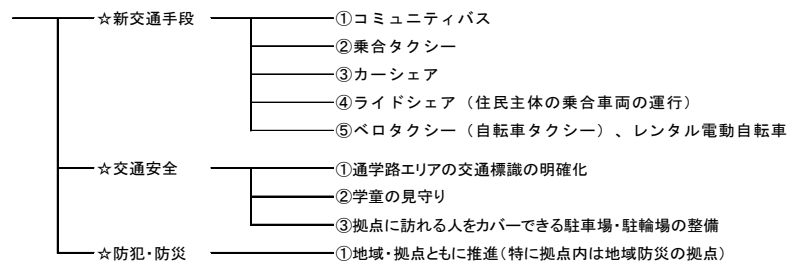 ☆新交通手段 ①コミュニティバス
②乗合タクシー
③カーシェア
④ライドシェア（住民主体の乗合車両の運行）
⑤ベロタクシー（自転車タクシー）、レンタル電動自転車
☆交通安全 ①通学路エリアの交通標識の明確化
②学童の見守り
③拠点に訪れる人をカバーできる駐車場・駐輪場の整備
☆防犯・防災 ①地域・拠点ともに推進（特に拠点内は地域防災の拠点）